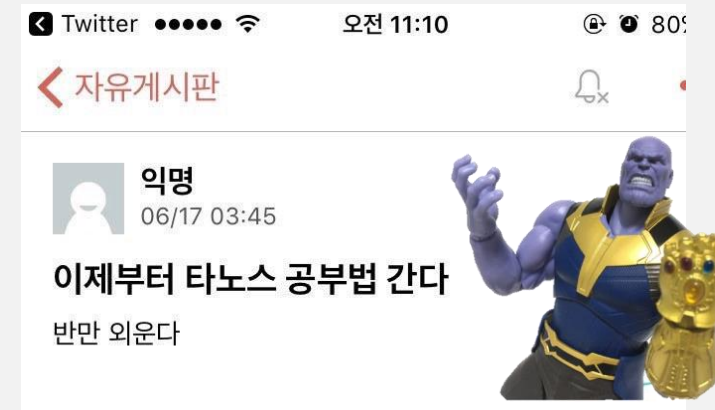 Twitter 오전 11:10 80%
자유게시판
익명
06/17 03:45
이제부터 타노스 공부법 간다
반만 외운다